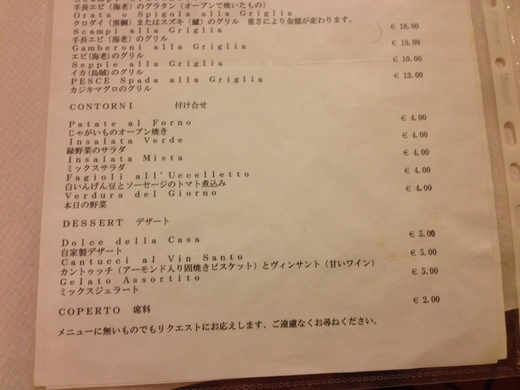 手長エビ(海老)のグラタン(オーブンで焼いたもの)
Orata o Spigola alla Griglia
クロダイ(黒鯛)またはスズキ(鱸)のグリル 重さにより金額が変わります。
Scampi alla Griglia € 18.00
手長エビ(海老)のグリル
Gamberoni alla Griglia € 18.00
エビ(海老)のグリル
Seppie alla Griglia € 10.00
イカ(烏賊)のグリル
PESCE Spada alla Griglia € 13.00
カジキマグロのグリル
CONTORNI 付け合せ
Patate al Forno € 4.00
じゃがいものオーブン焼き
Insalata Verde € 4.00
緑野菜のサラダ
Insalata Mista € 4.00
ミックスサラダ
Fagioli all'Uccelletto € 4.00
白いんげん豆とソーセージのトマト煮込み
Verdura del Giorno € 4.00
本日の野菜
DESSERT デザート
Dolce della Casa € 5.00
自家製デザート
Cantucci al Vin Santo € 5.00
カントゥッチ(アーモンド入り固焼きビスケット)とヴィンサント(甘いワイン)
Gelato Assortito € 5.00
ミックスジェラート
COPERTO 席料 € 2.00
メニューに無いものでもリクエストにお応えします、ご遠慮なくお尋ねください。